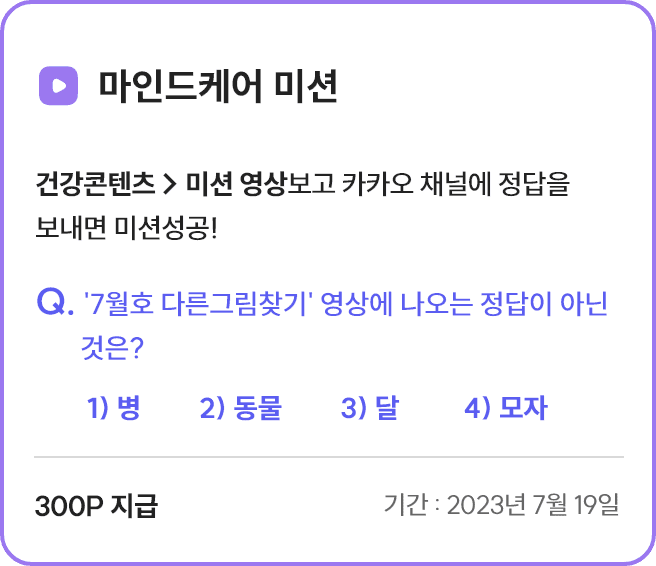 마인드케어 미션
건강콘텐츠 > 미션 영상보고 카카오 채널에 정답을
보내면 미션성공!
Q. '7월호 다른그림찾기' 영상에 나오는 정답이 아닌
것은?
1) 병 2) 동물 3) 달 4) 모자
300P 지급 기간 : 2023년 7월 19일